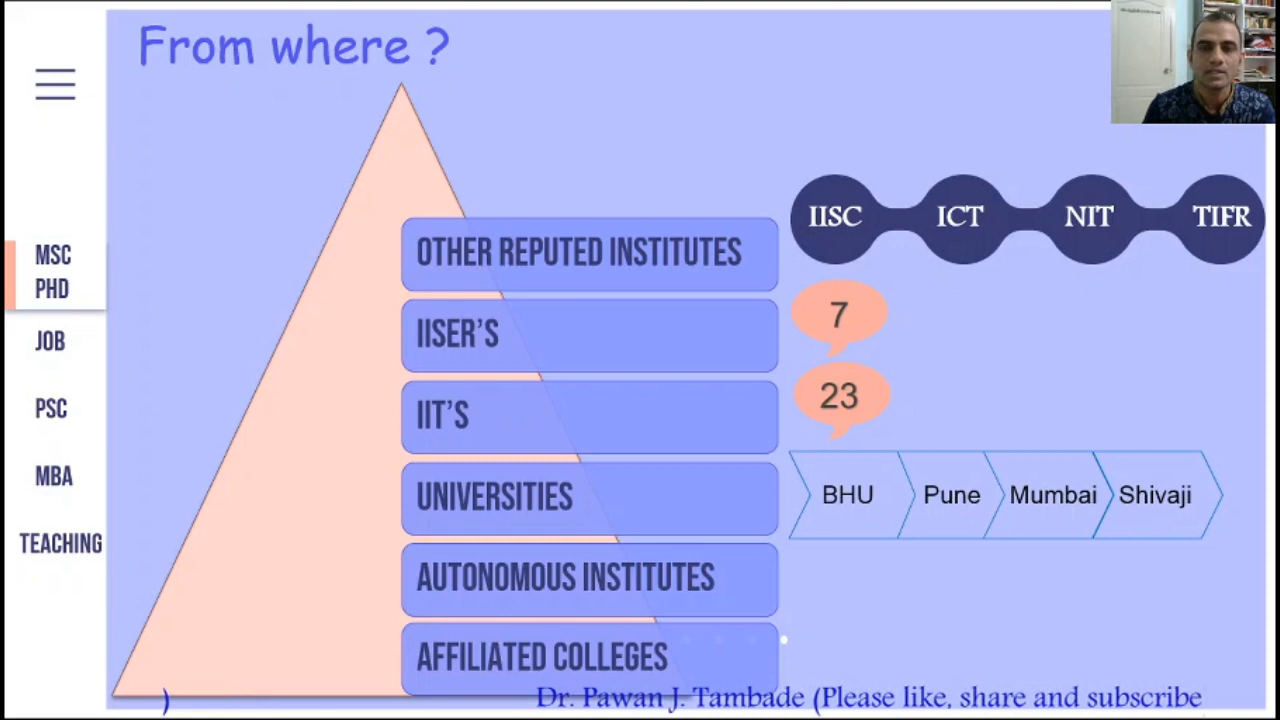 From where ?
MSC
PHD
JOB
PSC
MBA
TEACHING
OTHER REPUTED INSTITUTES
IISC ICT NIT TIFR
IISER’S
7
IIT’S
23
UNIVERSITIES
BHU Pune Mumbai Shivaji
AUTONOMOUS INSTITUTES
AFFILIATED COLLEGES
) Dr. Pawan J. Tambade (Please like, share and subscribe